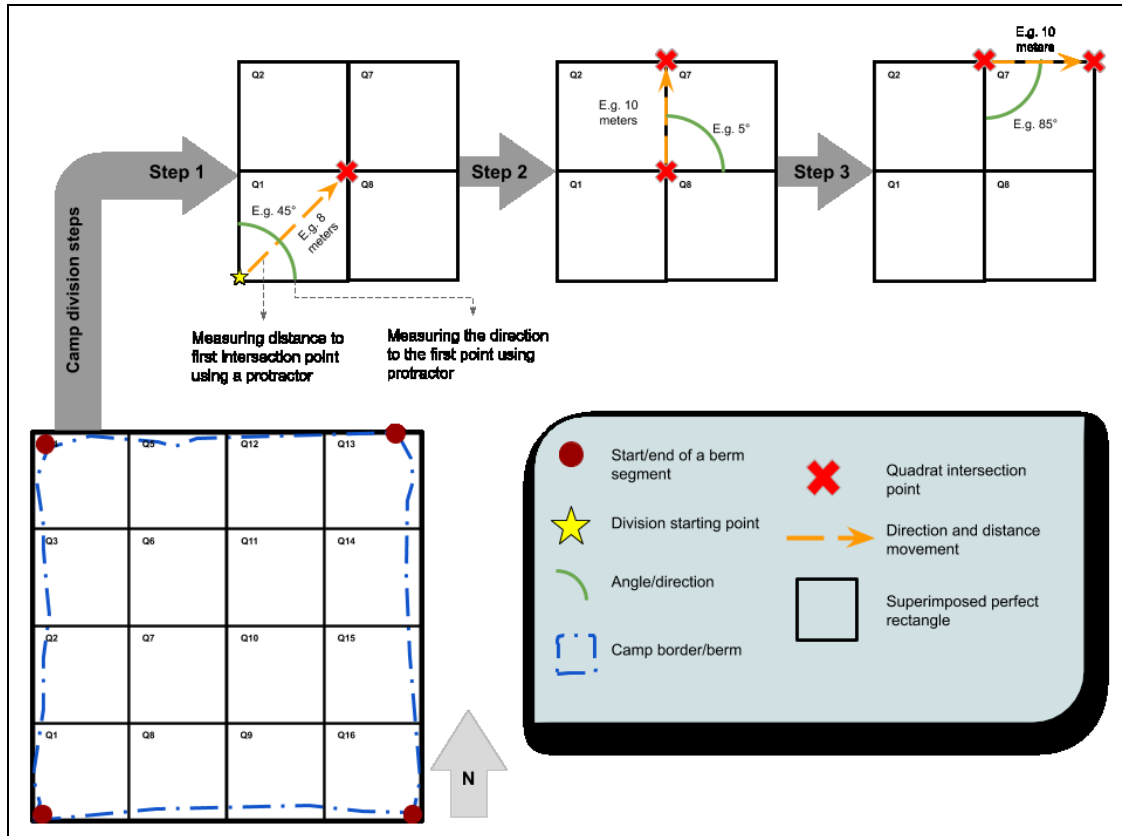 E.g. 10
meters
Q2
Q7
Q1
Q8
E.g. 45°
E.g. 8
meters
Step 1
Q2
Q7
Q1
Q8
E.g. 10
meters
E.g. 5°
Step 2
Q2
Q7
Q1
Q8
E.g. 85°
Step 3
Camp division steps
Measuring distance to
first intersection point
using a protractor
Measuring the direction
to the first point using
protractor
Q5
Q12
Q13
Q3
Q6
Q11
Q14
Q2
Q7
Q10
Q15
Q1
Q8
Q9
Q16
N
Start/end of a berm
segment
Division starting point
Angle/direction
Camp border/berm
Quadrat intersection
point
Direction and distance
movement
Superimposed perfect
rectangle